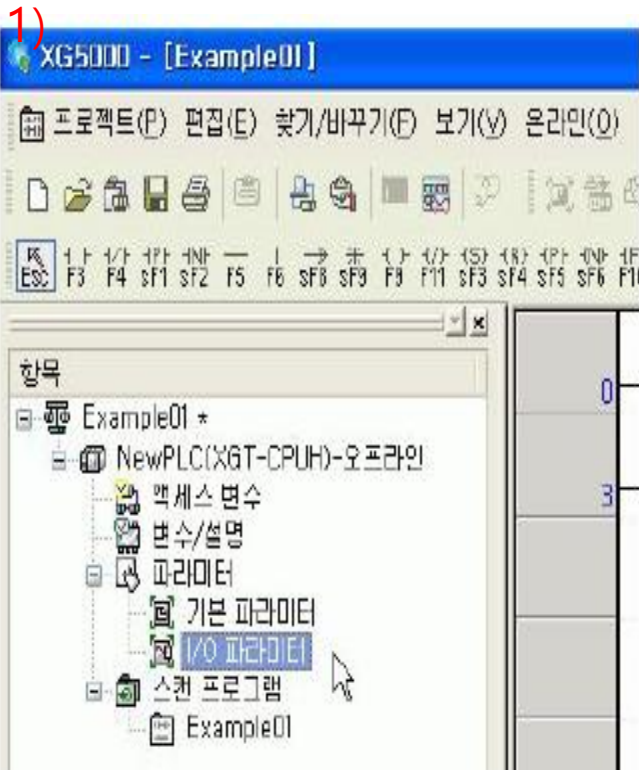 1)
XG5000 - [Example01]
프로젝트(P) 편집(E) 찾기/바꾸기(F) 보기(V) 온라인(O)
ESC F3 F4 sF1 sF2 F5 F6 sF8 sF9 F9 F11 sF3 sF4 sF5 sF6 F10
항목
0
Example01 *
NewPLC(XGT-CPUH)-오프라인
액세스 변수
3
변수/설명
파라미터
기본 파라미터
I/O 파라미터
스캔 프로그램
Example01